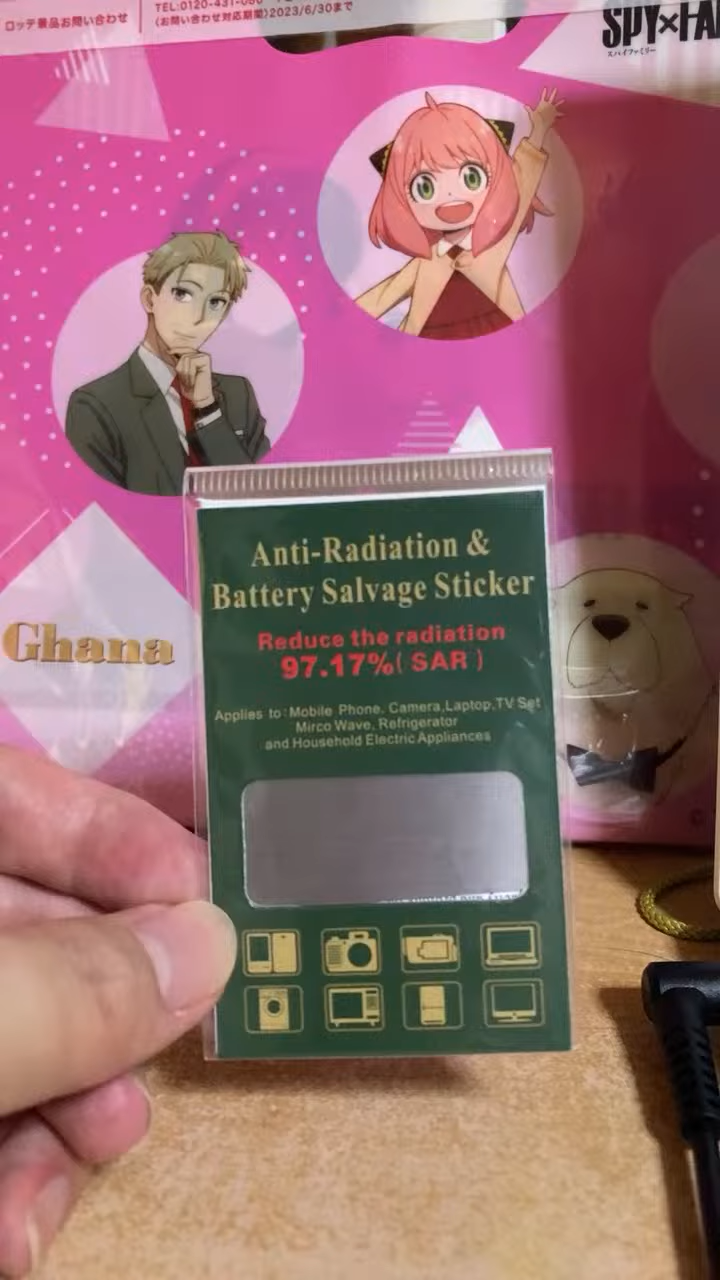 ロッテ景品お問い合わせ
TEL:0120-431-080
(お問い合わせ対応期間)2023/6/30まで
SPY×FA
スパイファミリー
Ghana
Anti-Radiation &
Battery Salvage Sticker
Reduce the radiation
97.17%( SAR )
Applies to:Mobile Phone. Camera,Laptop,TV Set
Mirco Wave, Refrigerator
and Household Electric Appliances